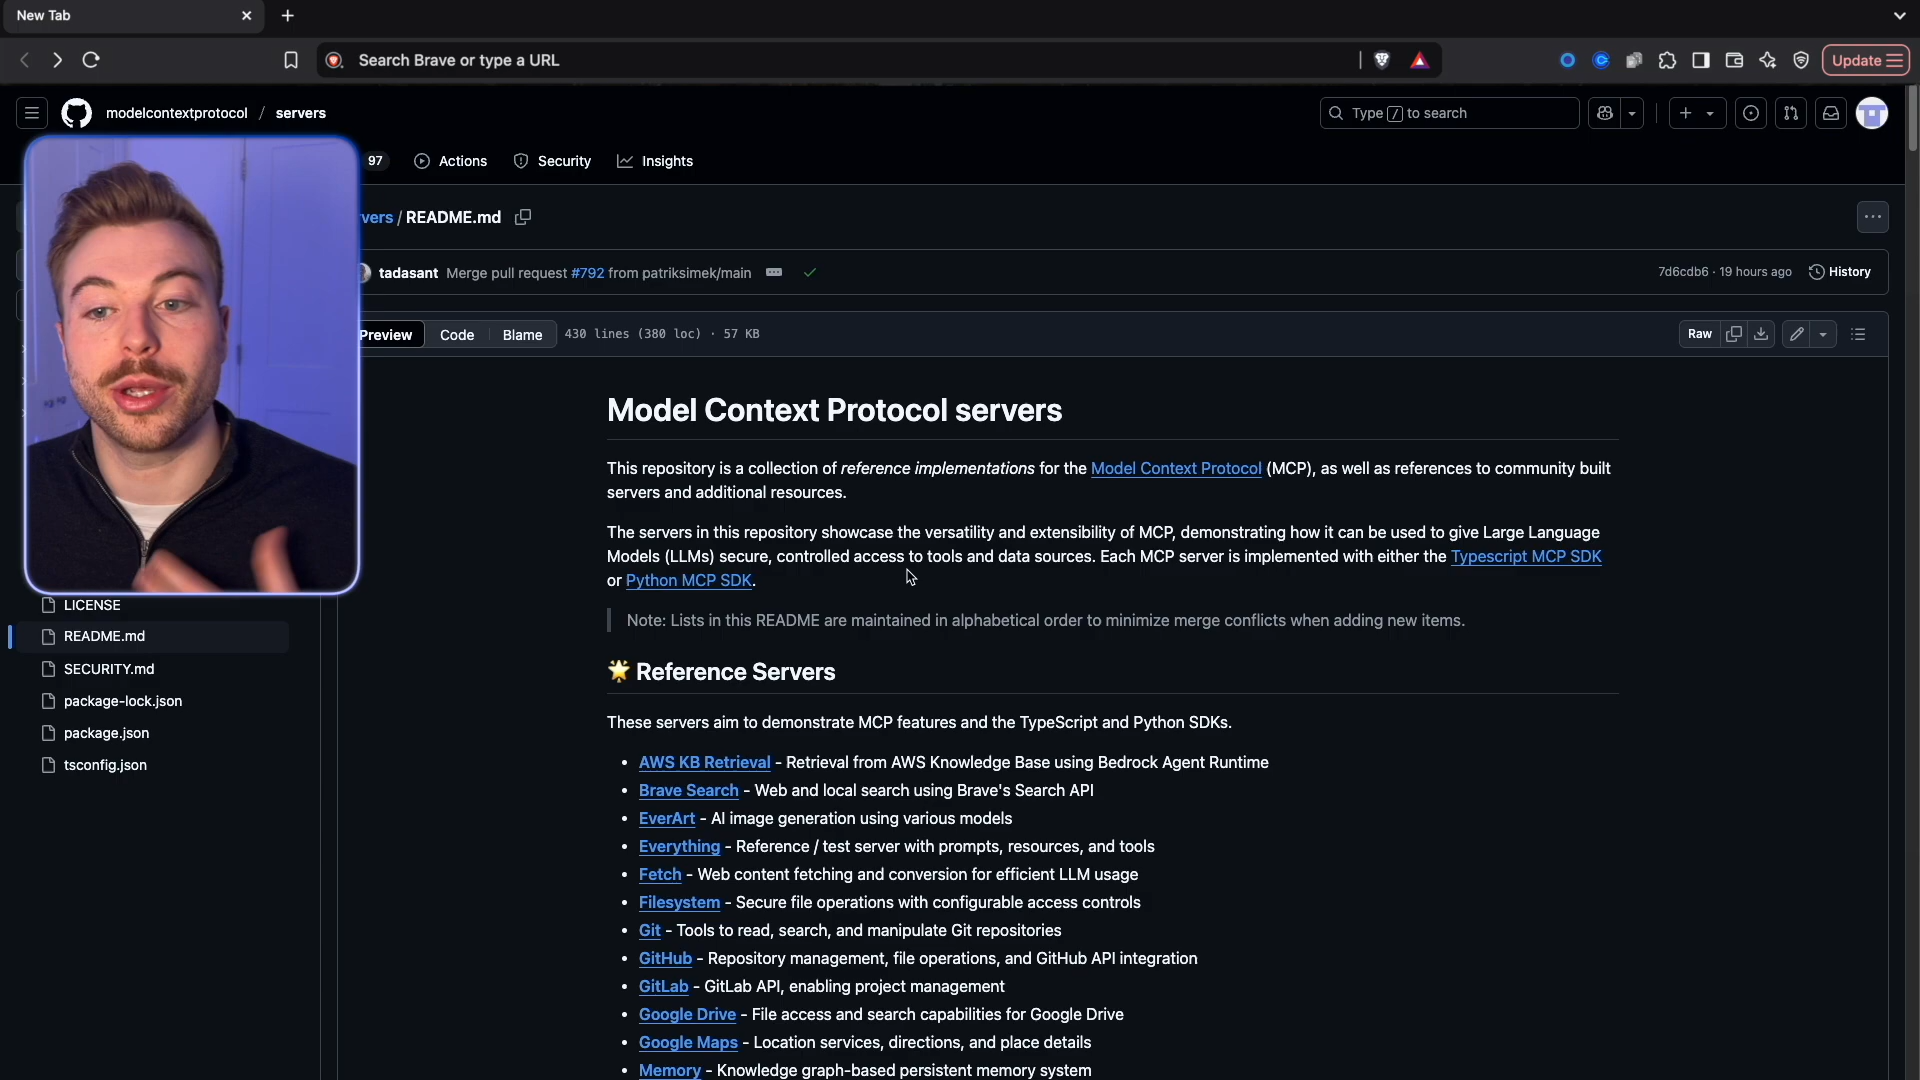 New Tab
Search Brave or type a URL
Update
modelcontextprotocol / servers
Type / to search
97 Actions Security Insights
vers / README.md
tadasant Merge pull request #792 from patriksimek/main
7d6cdb6 · 19 hours ago History
Preview Code Blame 430 lines (380 loc) · 57 KB
Raw
Model Context Protocol servers
This repository is a collection of reference implementations for the Model Context Protocol (MCP), as well as references to community built
servers and additional resources.
The servers in this repository showcase the versatility and extensibility of MCP, demonstrating how it can be used to give Large Language
Models (LLMs) secure, controlled access to tools and data sources. Each MCP server is implemented with either the Typescript MCP SDK
or Python MCP SDK.
Note: Lists in this README are maintained in alphabetical order to minimize merge conflicts when adding new items.
LICENSE
README.md
SECURITY.md
package-lock.json
package.json
tsconfig.json
🌟 Reference Servers
These servers aim to demonstrate MCP features and the TypeScript and Python SDKs.
• AWS KB Retrieval - Retrieval from AWS Knowledge Base using Bedrock Agent Runtime
• Brave Search - Web and local search using Brave's Search API
• EverArt - AI image generation using various models
• Everything - Reference / test server with prompts, resources, and tools
• Fetch - Web content fetching and conversion for efficient LLM usage
• Filesystem - Secure file operations with configurable access controls
• Git - Tools to read, search, and manipulate Git repositories
• GitHub - Repository management, file operations, and GitHub API integration
• GitLab - GitLab API, enabling project management
• Google Drive - File access and search capabilities for Google Drive
• Google Maps - Location services, directions, and place details
• Memory - Knowledge graph-based persistent memory system